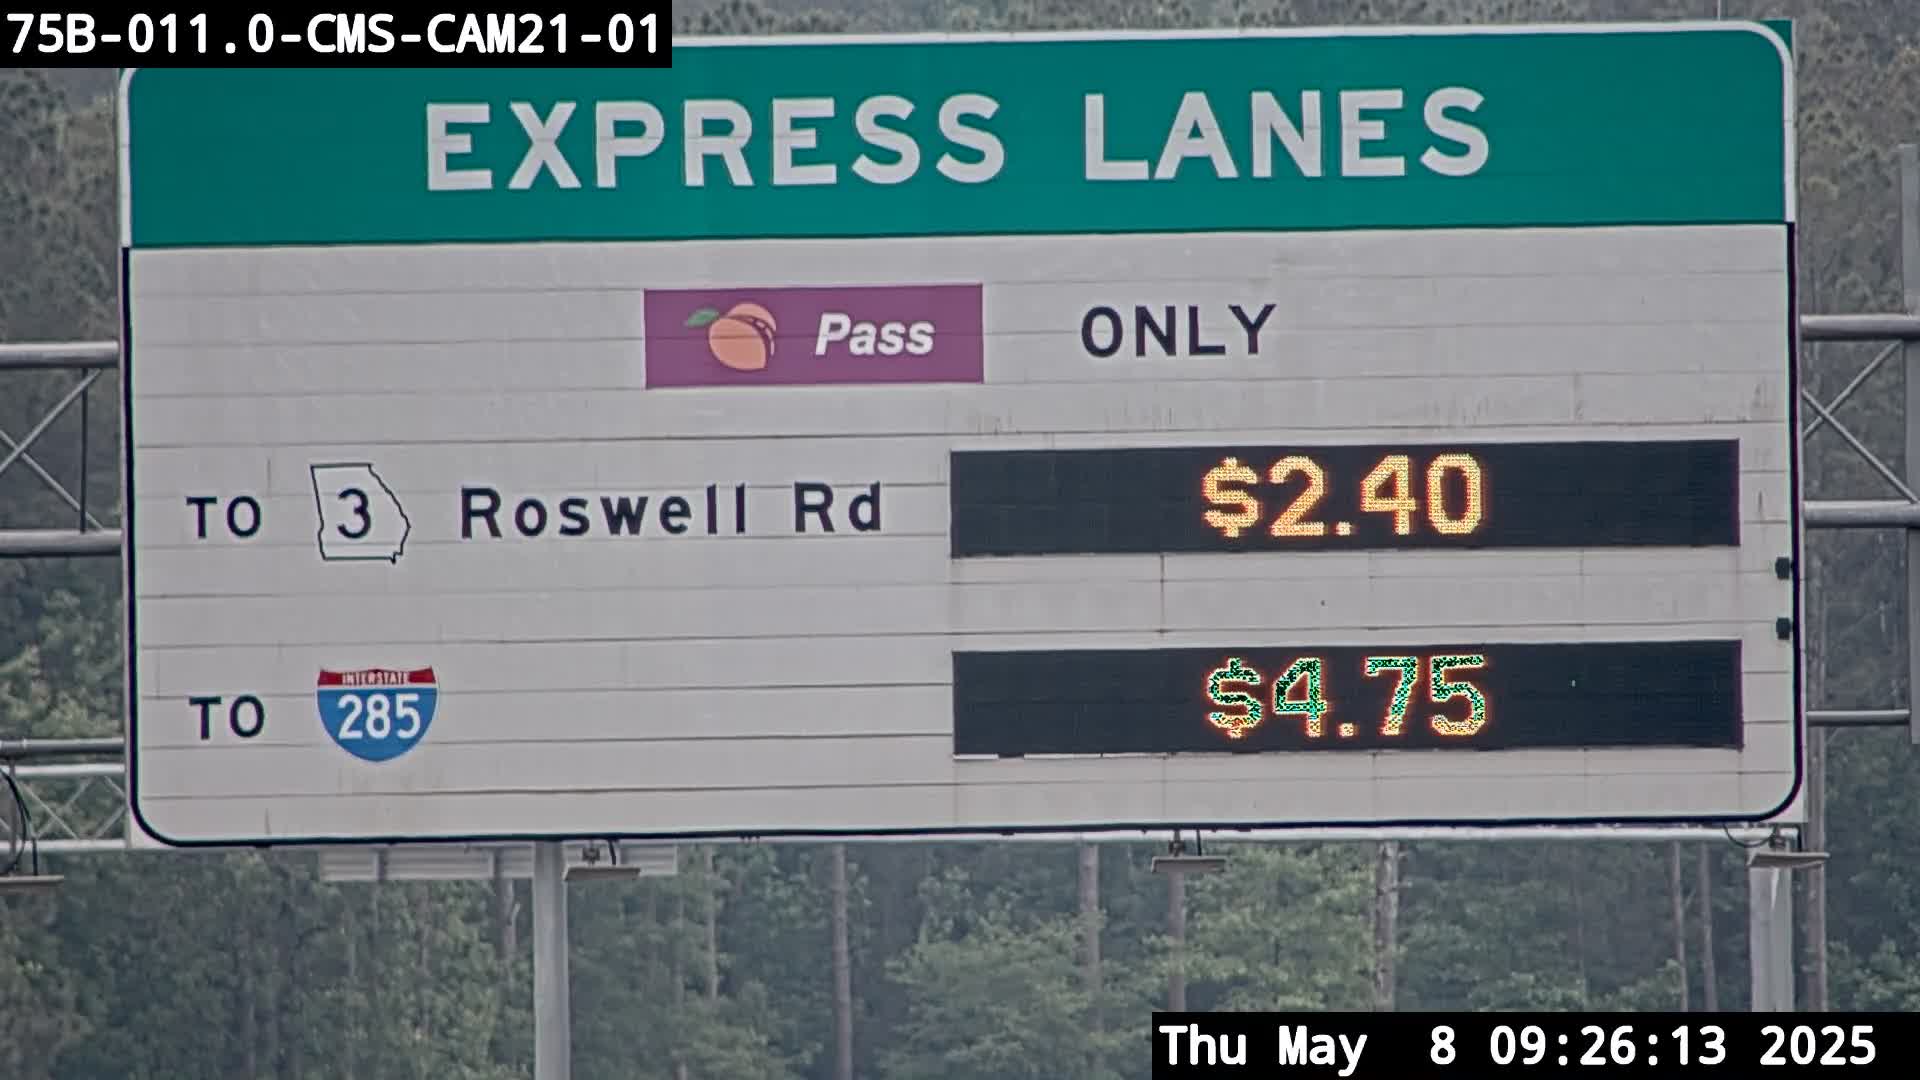 75B-011.0-CMS-CAM21-01
EXPRESS LANES
Pass ONLY
TO 3 Roswell Rd $2.40
TO INTERSTATE 285 $4.75
Thu May 8 09:26:13 2025